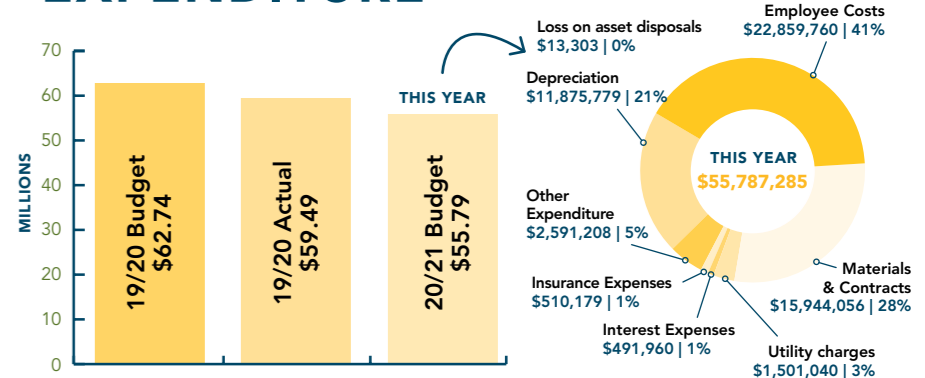 EXPENDITURE
MILLIONS
70
60
50
40
30
20
10
0
19/20 Budget
$62.74
19/20 Actual
$59.49
THIS YEAR
20/21 Budget
$55.79
Loss on asset disposals
$13,303 | 0%
Employee Costs
$22,859,760 | 41%
Depreciation
$11,875,779 | 21%
THIS YEAR
$55,787,285
Other
Expenditure
$2,591,208 | 5%
Insurance Expenses
$510,179 | 1%
Interest Expenses
$491,960 | 1%
Materials
& Contracts
$15,944,056 | 28%
Utility charges
$1,501,040 | 3%